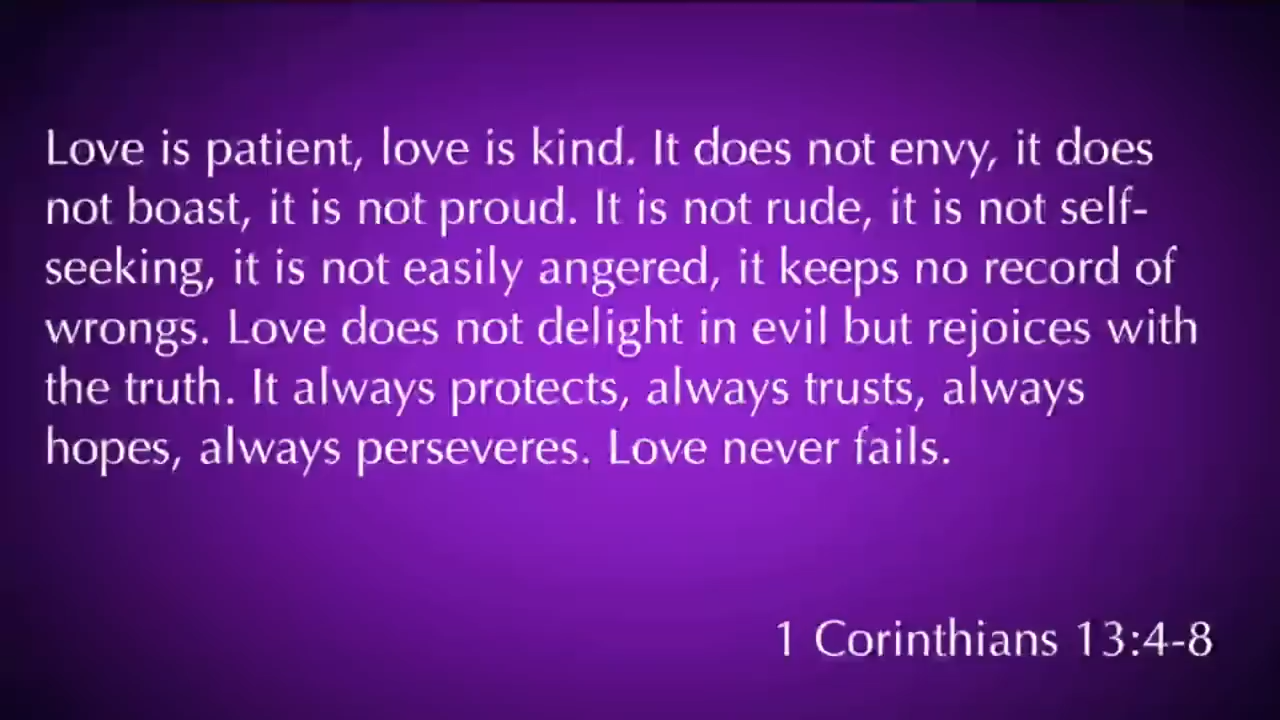 Love is patient, love is kind. It does not envy, it does
not boast, it is not proud. It is not rude, it is not self-
seeking, it is not easily angered, it keeps no record of
wrongs. Love does not delight in evil but rejoices with
the truth. It always protects, always trusts, always
hopes, always perseveres. Love never fails.
1 Corinthians 13:4-8